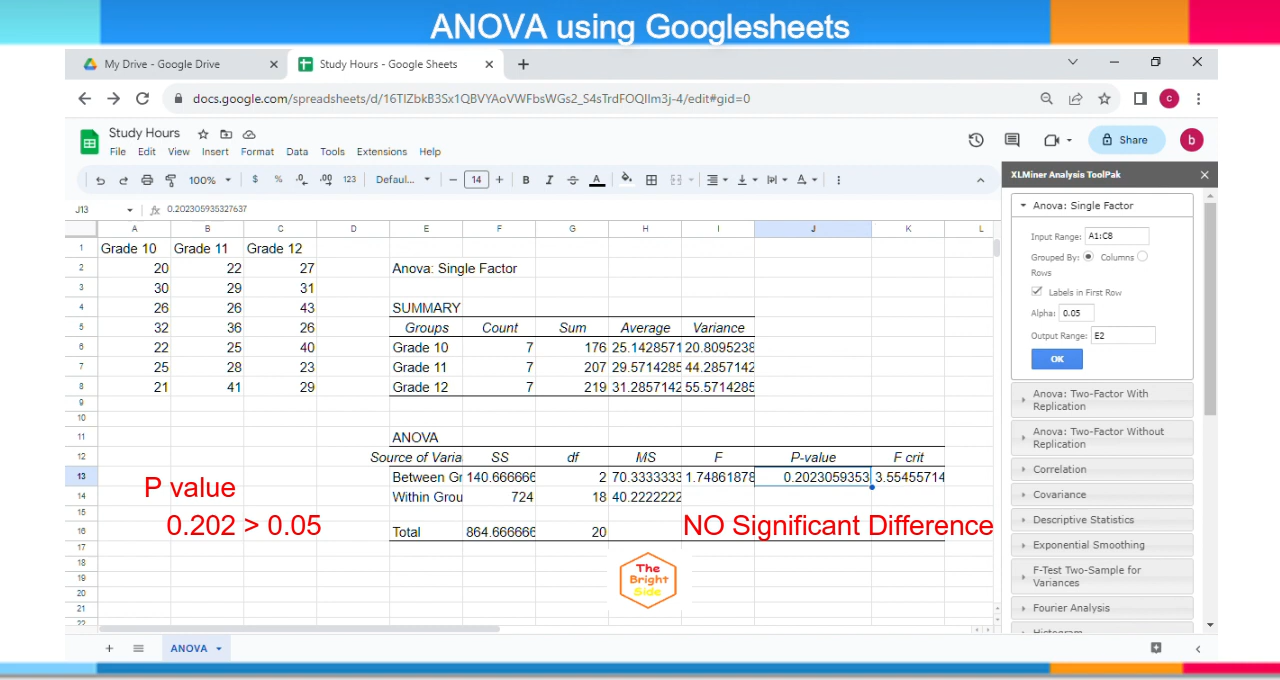 ANOVA using Googlesheets
My Drive - Google Drive
Study Hours - Google Sheets
docs.google.com/spreadsheets/d/16TIZbkB3Sx1QBVYAoVWFbsWGs2_S4sTrdFOQIIm3j-4/edit#gid=0
c
Study Hours
File Edit View Insert Format Data Tools Extensions Help
Share
b
100% $ % .0 .00 123 Defaul... − 14 + B I A
J13 fx 0.202305935327637
A B C D E F G H I J K L
1 Grade 10 Grade 11 Grade 12
2 20 22 27 Anova: Single Factor
3 30 29 31
4 26 26 43 SUMMARY
5 32 36 26 Groups Count Sum Average Variance
6 22 25 40 Grade 10 7 176 25.1428571 20.8095238
7 25 28 23 Grade 11 7 207 29.5714285 44.2857142
8 21 41 29 Grade 12 7 219 31.2857142 55.5714285
9
10
11 ANOVA
12 Source of Varia SS df MS F P-value F crit
13 Between Gr 140.666666 2 70.3333333 1.74861878 0.2023059353 3.55455714
14 Within Grou 724 18 40.2222222
15
16 Total 864.666666 20
17
18
19
20
21
22
P value
0.202 > 0.05
NO Significant Difference
The
Bright
Side
XLMiner Analysis ToolPak
Anova: Single Factor
Input Range: A1:C8
Grouped By: Columns
Rows
Labels in First Row
Alpha: 0.05
Output Range: E2
OK
Anova: Two-Factor With
Replication
Anova: Two-Factor Without
Replication
Correlation
Covariance
Descriptive Statistics
Exponential Smoothing
F-Test Two-Sample for
Variances
Fourier Analysis
Histogram
ANOVA